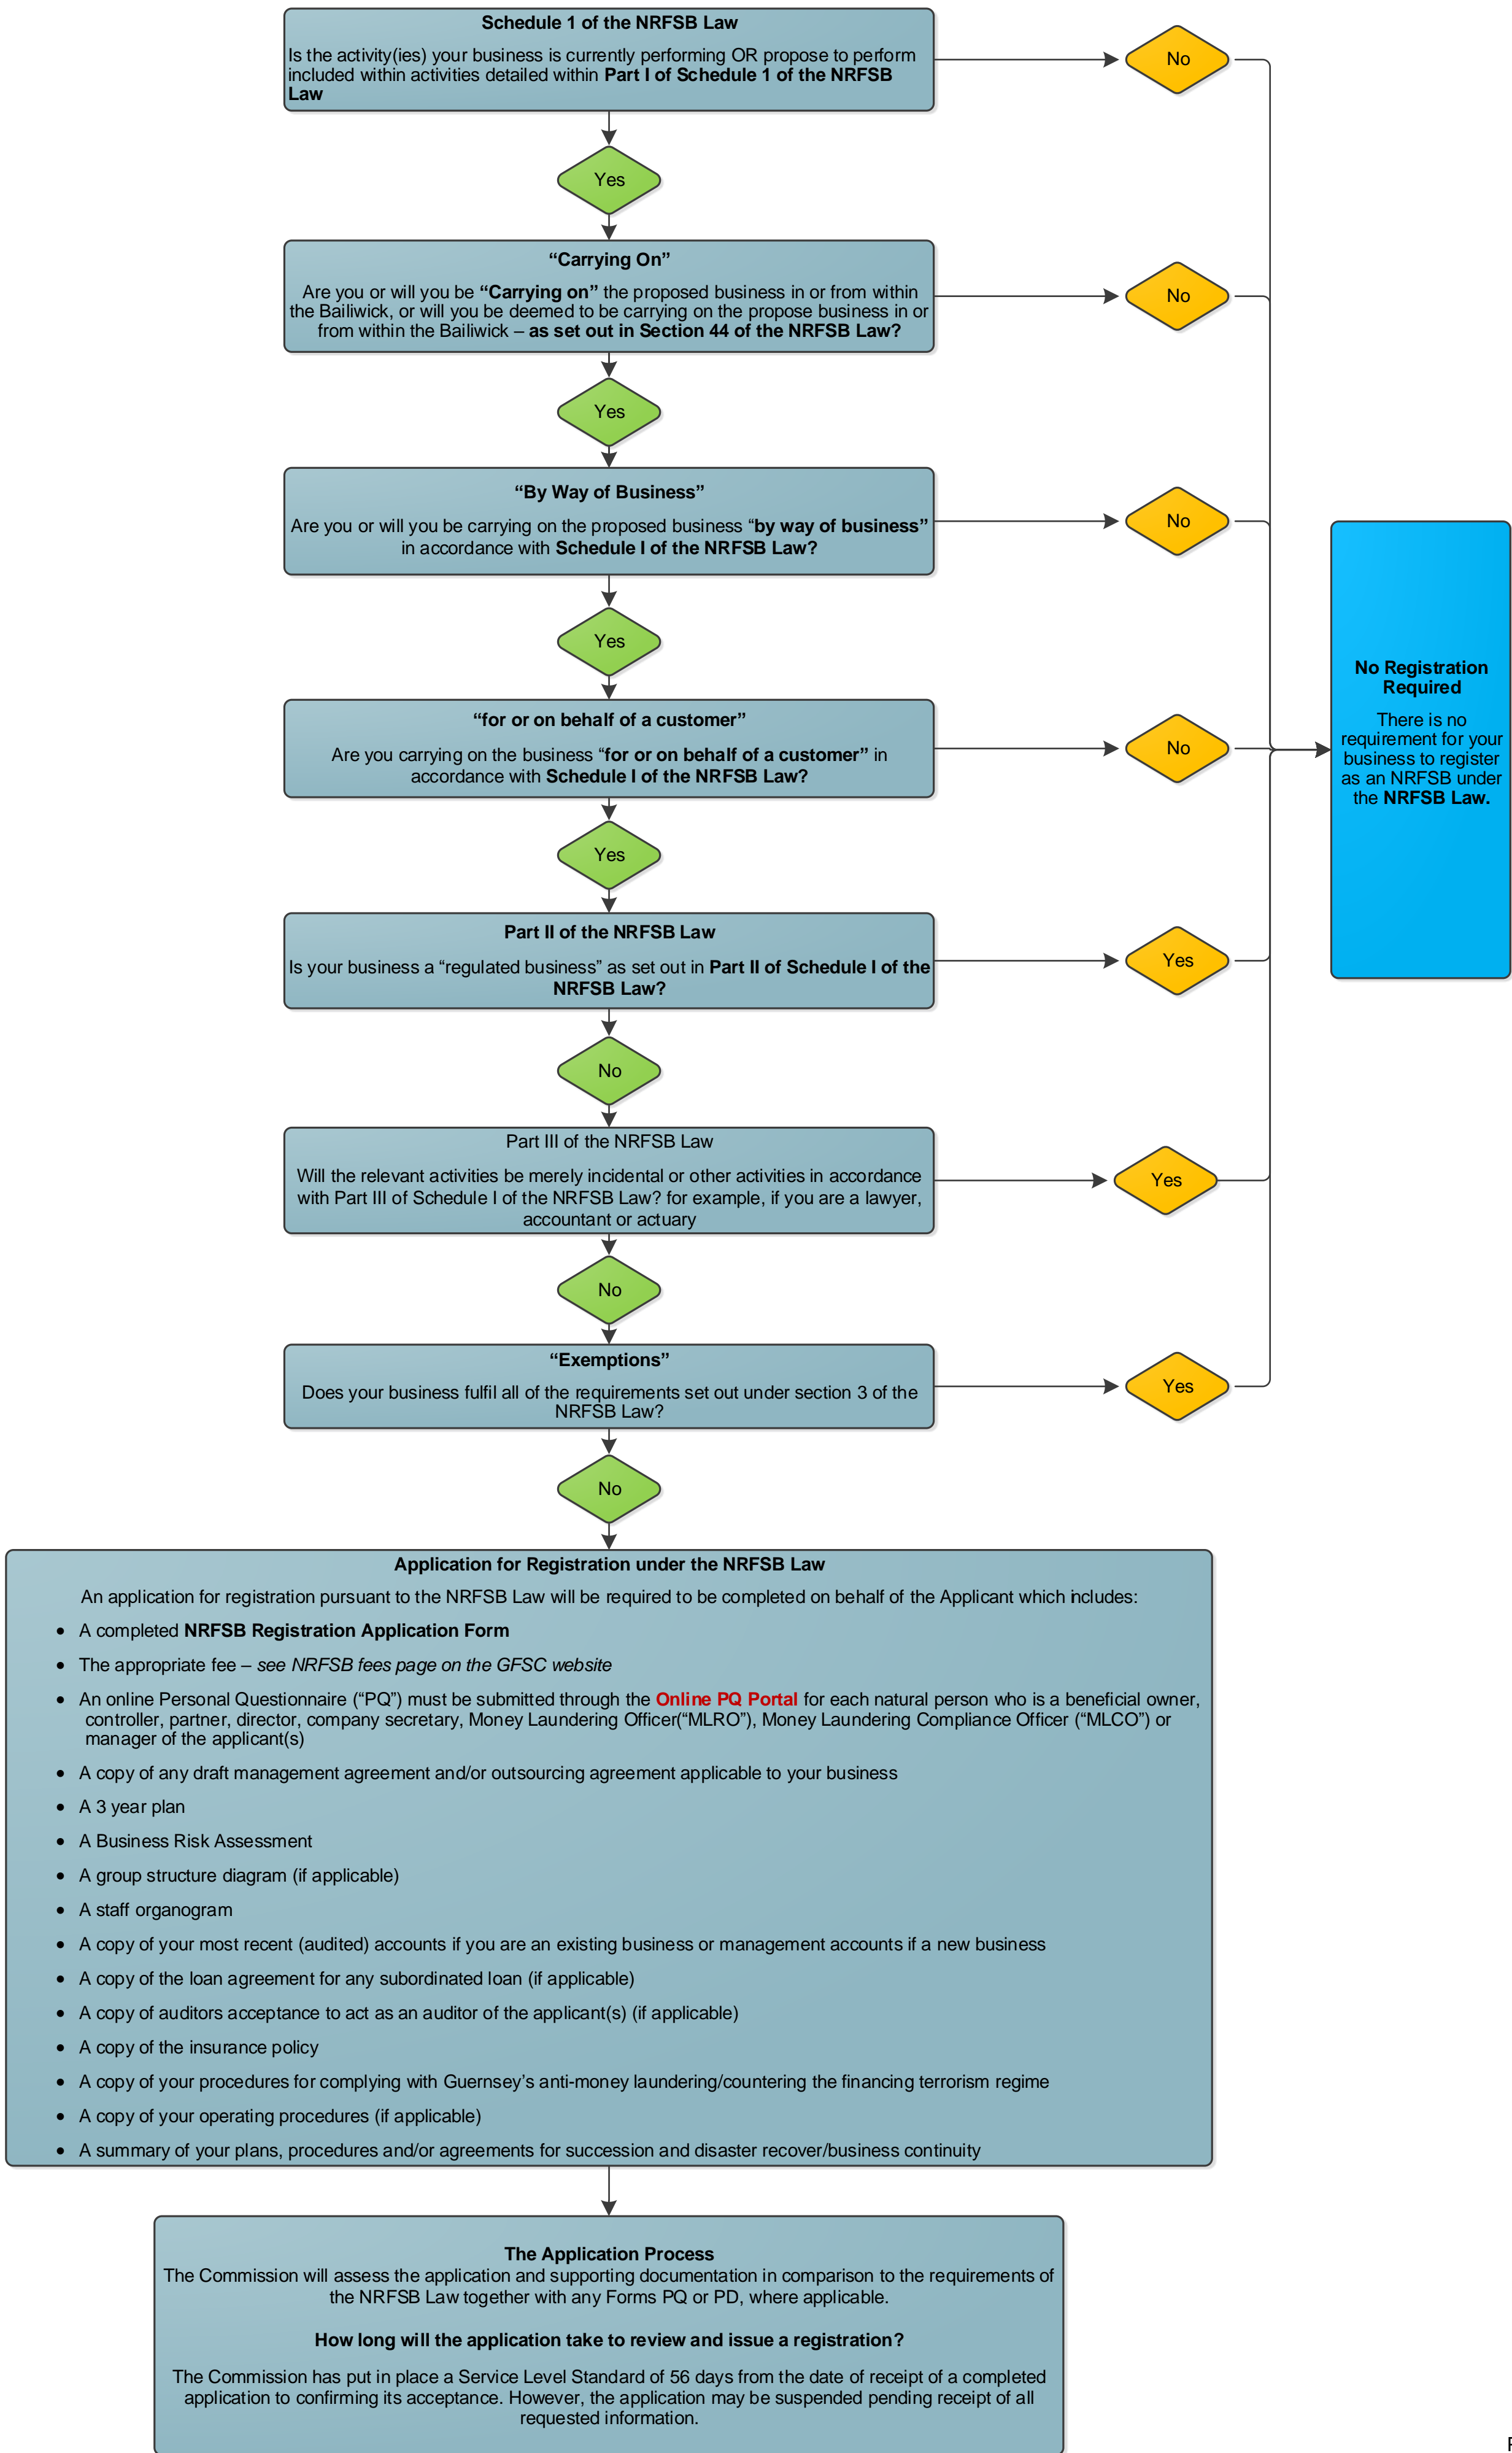 Schedule 1 of the NRFSB Law
Is the activity(ies) your business is currently performing OR propose to perform
included within activities detailed within Part I of Schedule 1 of the NRFSB
Law
No
Yes
“Carrying On”
Are you or will you be “Carrying on” the proposed business in or from within
the Bailiwick, or will you be deemed to be carrying on the propose business in or
from within the Bailiwick – as set out in Section 44 of the NRFSB Law?
No
Yes
“By Way of Business”
Are you or will you be carrying on the proposed business “by way of business”
in accordance with Schedule I of the NRFSB Law?
No
Yes
“for or on behalf of a customer”
Are you carrying on the business “for or on behalf of a customer” in
accordance with Schedule I of the NRFSB Law?
No
Yes
No Registration
Required
There is no
requirement for your
business to register
as an NRFSB under
the NRFSB Law.
Part II of the NRFSB Law
Is your business a “regulated business” as set out in Part II of Schedule I of the
NRFSB Law?
Yes
No
Part III of the NRFSB Law
Will the relevant activities be merely incidental or other activities in accordance
with Part III of Schedule I of the NRFSB Law? for example, if you are a lawyer,
accountant or actuary
Yes
No
“Exemptions”
Does your business fulfil all of the requirements set out under section 3 of the
NRFSB Law?
Yes
No
Application for Registration under the NRFSB Law
An application for registration pursuant to the NRFSB Law will be required to be completed on behalf of the Applicant which includes:
• A completed NRFSB Registration Application Form
• The appropriate fee – see NRFSB fees page on the GFSC website
• An online Personal Questionnaire (“PQ”) must be submitted through the Online PQ Portal for each natural person who is a beneficial owner,
controller, partner, director, company secretary, Money Laundering Officer(“MLRO”), Money Laundering Compliance Officer (“MLCO”) or
manager of the applicant(s)
• A copy of any draft management agreement and/or outsourcing agreement applicable to your business
• A 3 year plan
• A Business Risk Assessment
• A group structure diagram (if applicable)
• A staff organogram
• A copy of your most recent (audited) accounts if you are an existing business or management accounts if a new business
• A copy of the loan agreement for any subordinated loan (if applicable)
• A copy of auditors acceptance to act as an auditor of the applicant(s) (if applicable)
• A copy of the insurance policy
• A copy of your procedures for complying with Guernsey’s anti-money laundering/countering the financing terrorism regime
• A copy of your operating procedures (if applicable)
• A summary of your plans, procedures and/or agreements for succession and disaster recover/business continuity
The Application Process
The Commission will assess the application and supporting documentation in comparison to the requirements of
the NRFSB Law together with any Forms PQ or PD, where applicable.
How long will the application take to review and issue a registration?
The Commission has put in place a Service Level Standard of 56 days from the date of receipt of a completed
application to confirming its acceptance. However, the application may be suspended pending receipt of all
requested information.